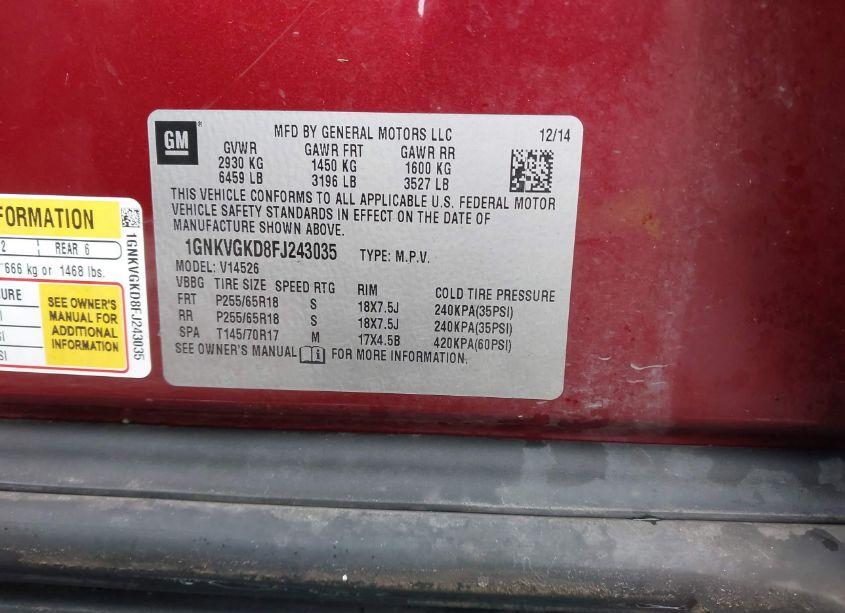 GM ®
MFD BY GENERAL MOTORS LLC 12/14
GVWR GAWR FRT GAWR RR
2930 KG 1450 KG 1600 KG
6459 LB 3196 LB 3527 LB
THIS VEHICLE CONFORMS TO ALL APPLICABLE U.S. FEDERAL MOTOR
VEHICLE SAFETY STANDARDS IN EFFECT ON THE DATE OF
MANUFACTURE SHOWN ABOVE.
1GNKVGKD8FJ243035 TYPE: M.P.V.
MODEL: V14526
VBBG TIRE SIZE SPEED RTG RIM COLD TIRE PRESSURE
FRT P255/65R18 S 18X7.5J 240KPA(35PSI)
RR P255/65R18 S 18X7.5J 240KPA(35PSI)
SPA T145/70R17 M 17X4.5B 420KPA(60PSI)
SEE OWNER'S MANUAL i FOR MORE INFORMATION.
FORMATION
2 REAR 6
666 kg or 1468 lbs.
SEE OWNER'S
MANUAL FOR
ADDITIONAL
INFORMATION
1GNKVGKD8FJ243035